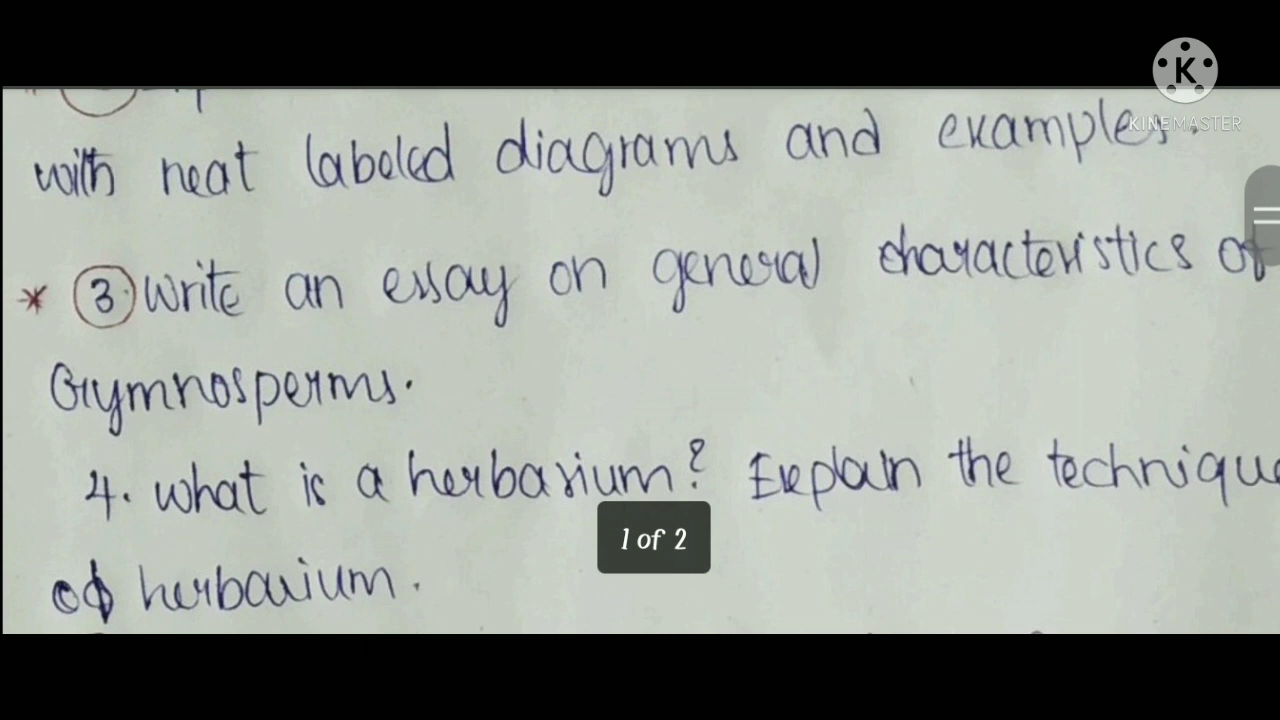 with neat labeled diagrams and examples.
KINEMASTER
* 3. Write an essay on general characteristics of
Gymnosperms.
4. What is a herbarium? Explain the technique
1 of 2
of herbarium.